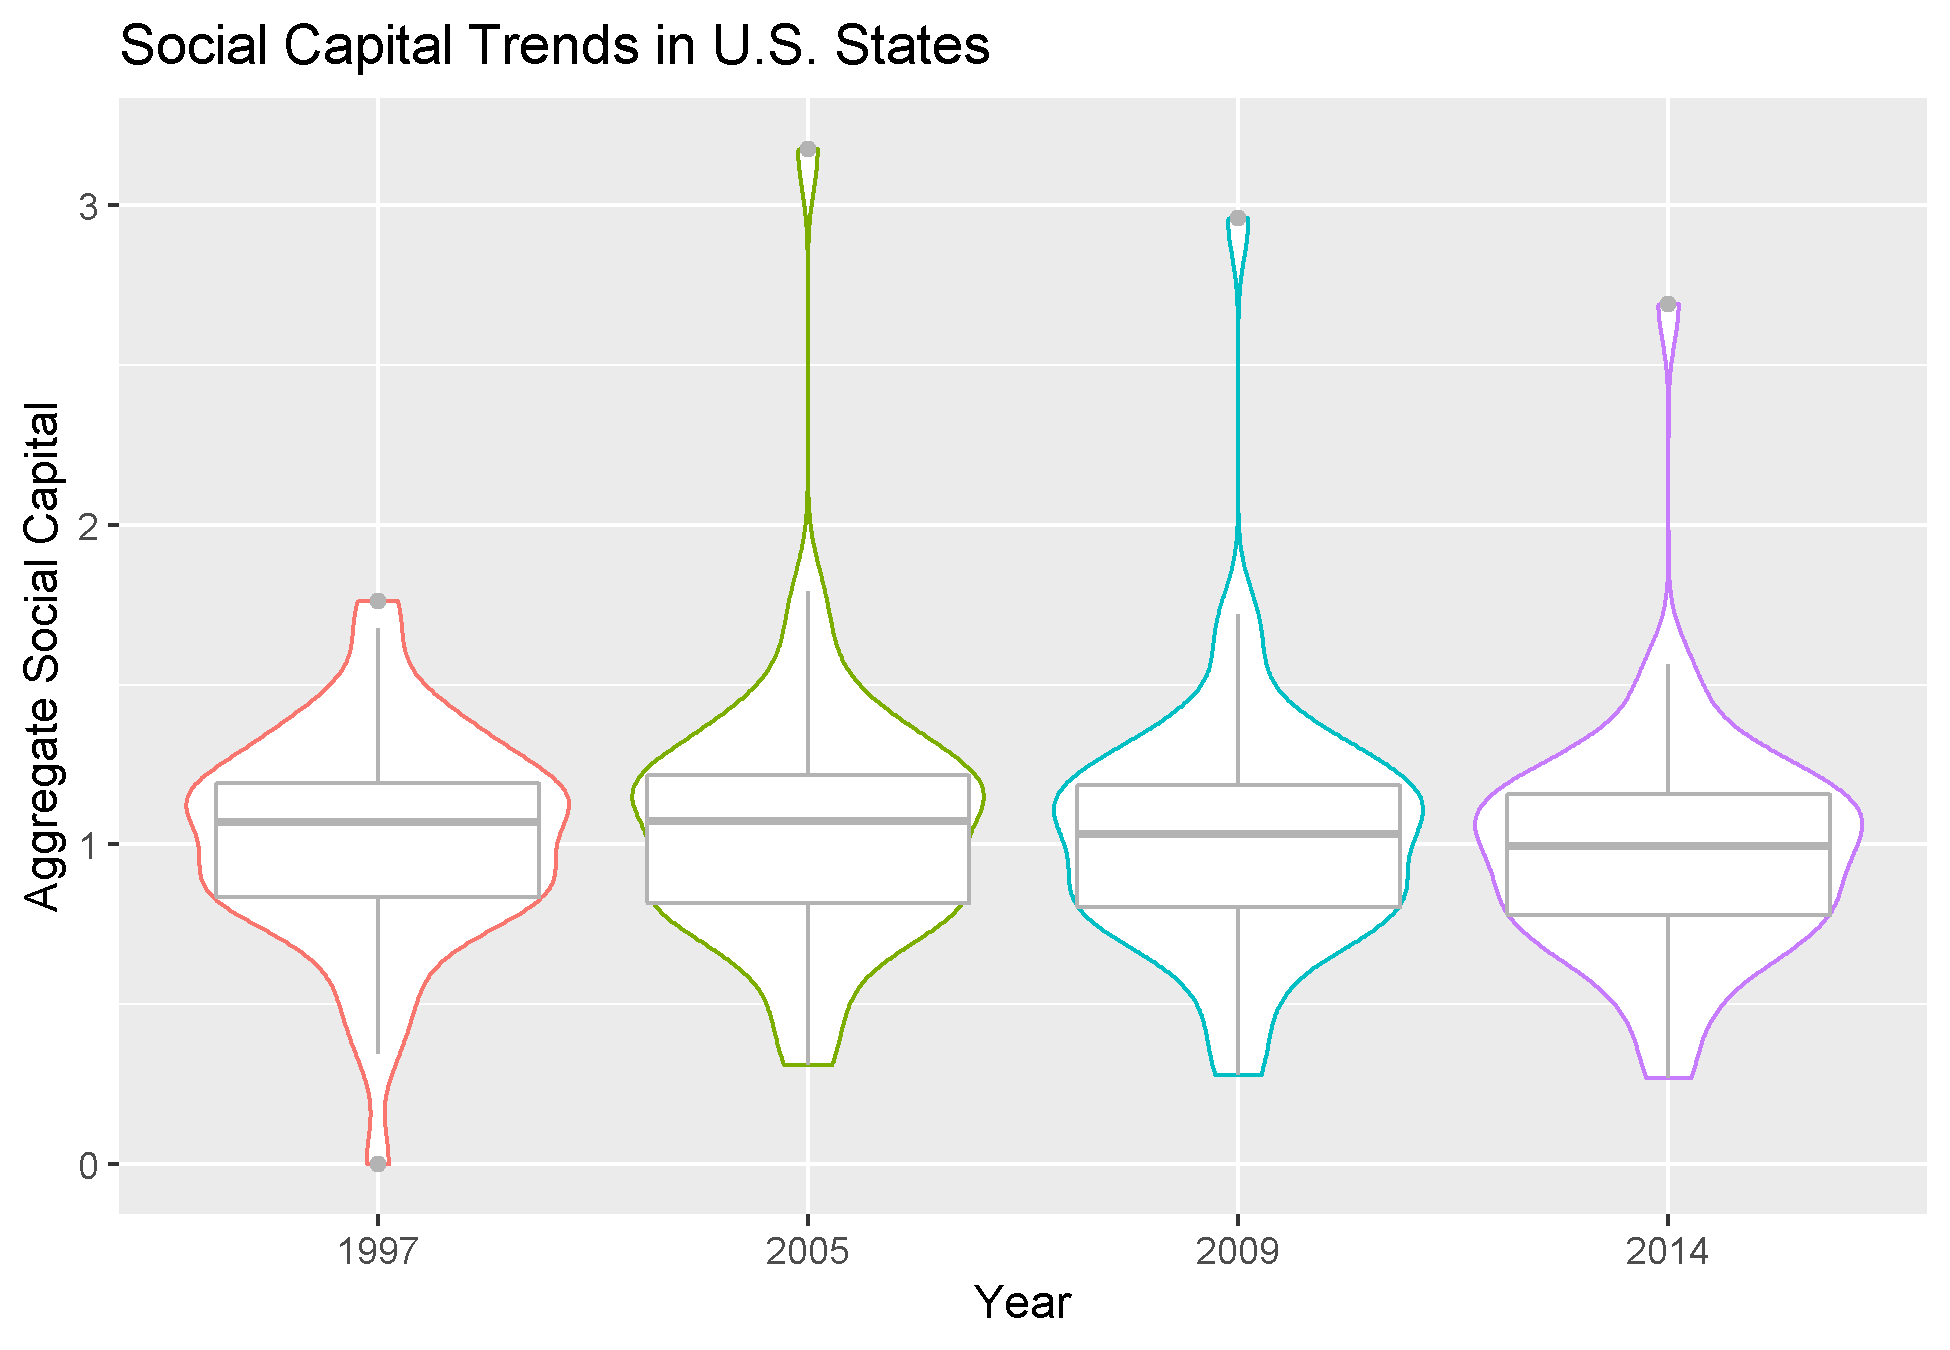 Social Capital Trends in U.S. States
Aggregate Social Capital
3
2
1
0
1997 2005 2009 2014
Year